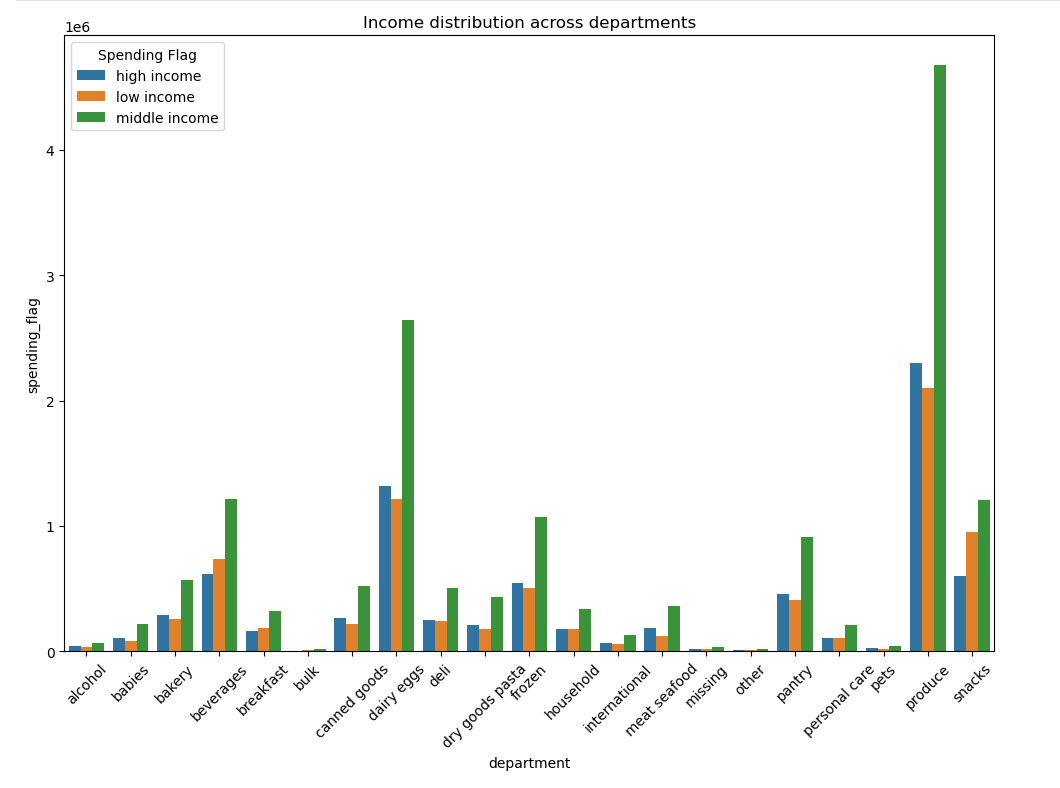 Income distribution across departments
1e6
Spending Flag
high income
low income
middle income
4
3
2
1
0
spending_flag
alcohol
babies
bakery
beverages
breakfast
bulk
canned goods
dairy eggs
deli
dry goods pasta
frozen
household
international
meat seafood
missing
other
pantry
personal care
pets
produce
snacks
department